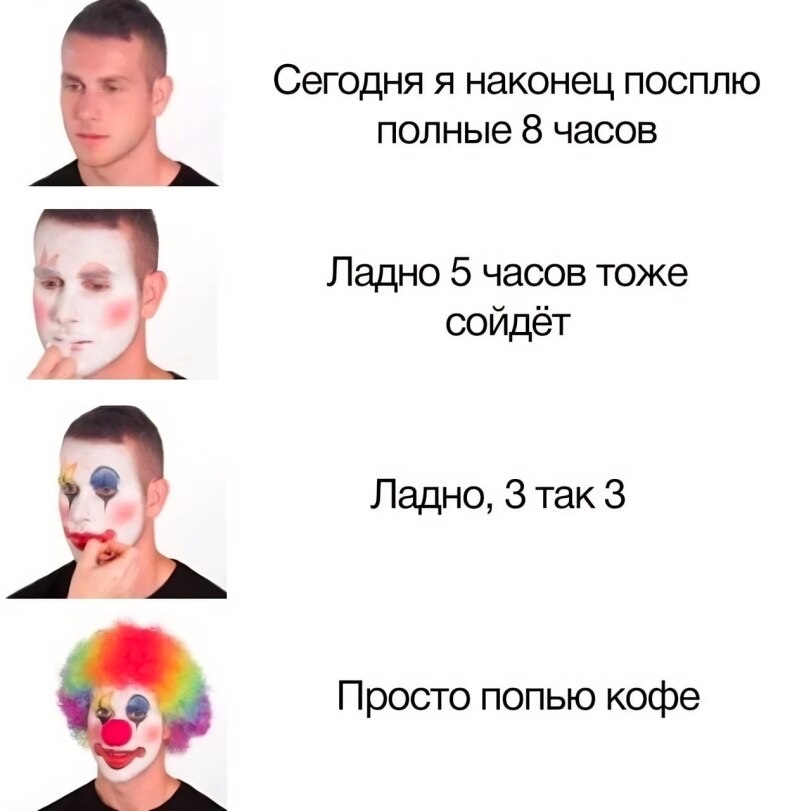 Сегодня я наконец посплю
полные 8 часов
Ладно 5 часов тоже
сойдёт
Ладно, 3 так 3
Просто попью кофе